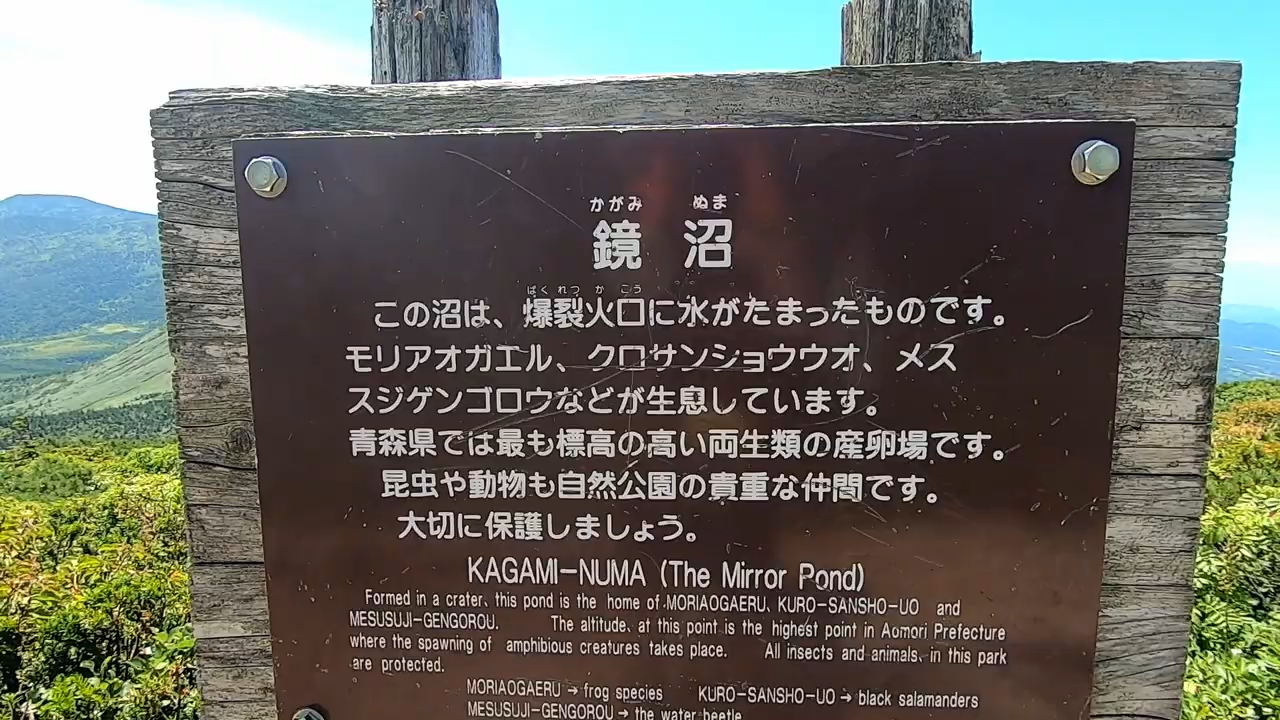 かがみ ぬま
鏡 沼
ばくれつ か こう
この沼は、爆裂火口に水がたまったものです。
モリアオガエル、クロサンショウウオ、メス
スジゲンゴロウなどが生息しています。
青森県では最も標高の高い両生類の産卵場です。
昆虫や動物も自然公園の貴重な仲間です。
大切に保護しましょう。
KAGAMI-NUMA (The Mirror Pond)
Formed in a crater, this pond is the home of MORIAOGAERU, KURO-SANSHO-UO and
MESUSUJI-GENGOROU. The altitude, at this point is the highest point in Aomori Prefecture
where the spawning of amphibious creatures takes place. All insects and animals, in this park
are protected.
MORIAOGAERU → frog species KURO-SANSHO-UO → black salamanders
MESUSUJI-GENGOROU → the water beetle